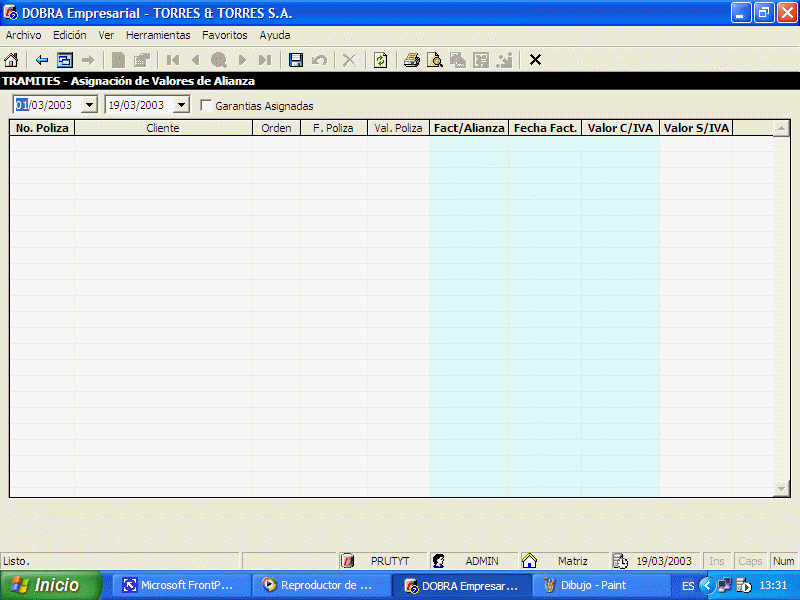 DOBRA Empresarial - TORRES & TORRES S.A.
Archivo Edición Ver Herramientas Favoritos Ayuda
TRAMITES - Asignación de Valores de Alianza
01/03/2003 19/03/2003 Garantias Asignadas
No. Poliza Cliente Orden F. Poliza Val. Poliza Fact/Alianza Fecha Fact. Valor C/IVA Valor S/IVA
Listo. PRUTYT ADMIN Matriz 19/03/2003 Ins Caps Num
Inicio Microsoft FrontP... Reproductor de ... DOBRA Empresar... Dibujo - Paint ES 13:31